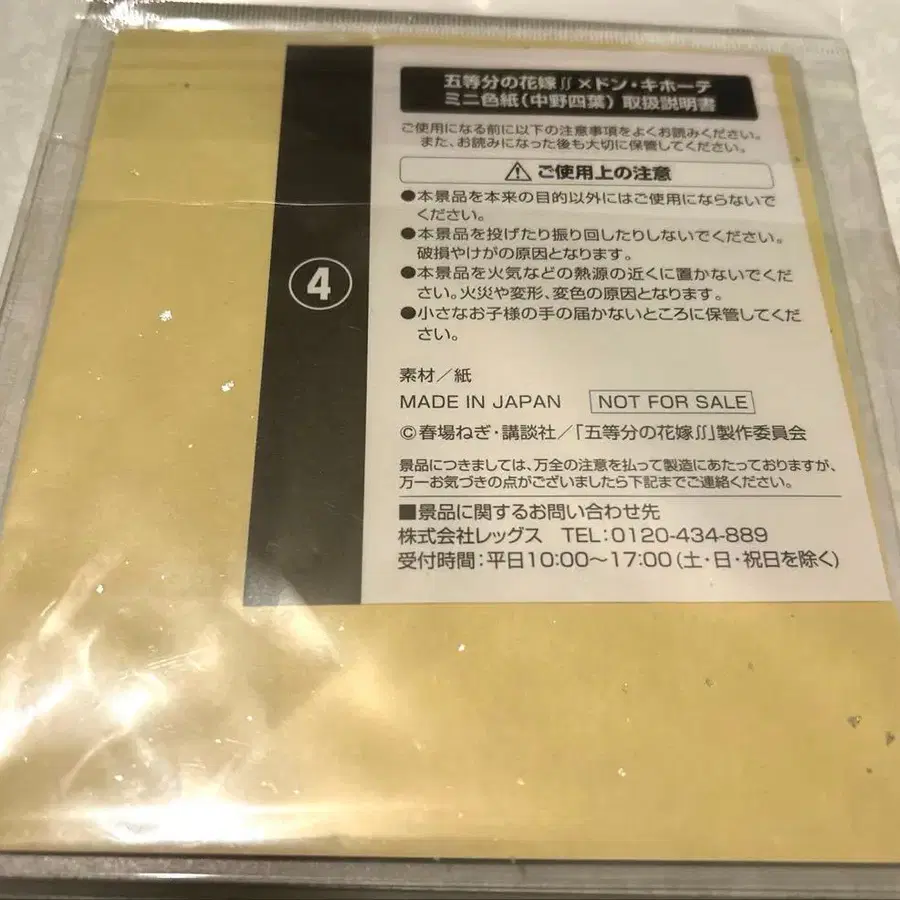 五等分の花嫁∬×ドン・キホーテ
ミニ色紙(中野四葉) 取扱説明書
ご使用になる前に以下の注意事項をよくお読みください。
また、お読みになった後も大切に保管してください。
⚠ ご使用上の注意
●本景品を本来の目的以外にはご使用にならないで
ください。
●本景品を投げたり振り回したりしないでください。
破損やけがの原因となります。
●本景品を火気などの熱源の近くに置かないでくだ
さい。火災や変形、変色の原因となります。
●小さなお子様の手の届かないところに保管してくだ
さい。
④
素材/紙
MADE IN JAPAN NOT FOR SALE
©春場ねぎ・講談社/「五等分の花嫁∬」製作委員会
景品につきましては、万全の注意を払って製造にあたっておりますが、
万一お気づきの点がございましたら下記までご連絡ください。
■景品に関するお問い合わせ先
株式会社レッグス TEL:0120-434-889
受付時間:平日10:00~17:00(土・日・祝日を除く)